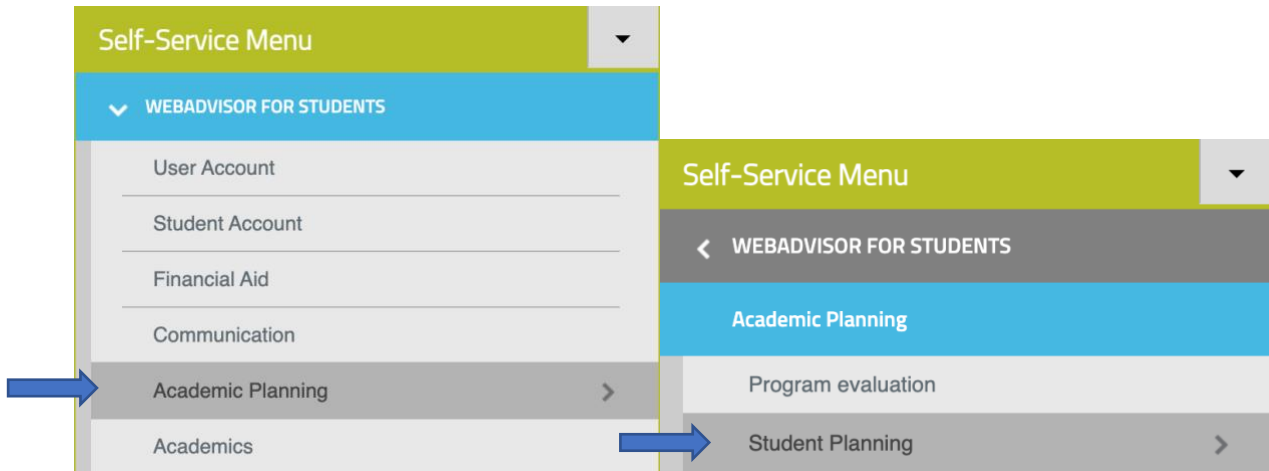 Self-Service Menu
WEBADVISOR FOR STUDENTS
User Account
Student Account
Financial Aid
Communication
Academic Planning
Academics
Self-Service Menu
WEBADVISOR FOR STUDENTS
Academic Planning
Program evaluation
Student Planning